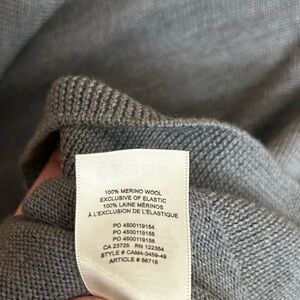 100% MERINO WOOL
EXCLUSIVE OF ELASTIC
100% LAINE MÉRINOS
À L'EXCLUSION DE L'ÉLASTIQUE
PO 4500119154
PO 4500119155
PO 4500119156
CA 23725 RN 122354
STYLE # CAM4-3459-49
ARTICLE # 56718